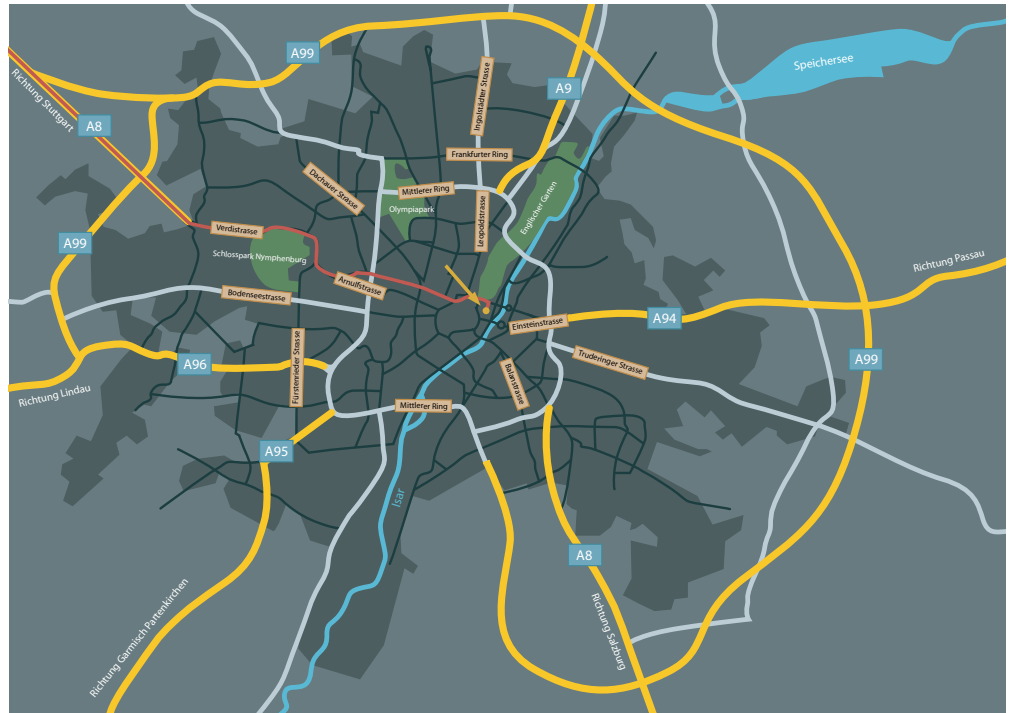 A99
Speichersee
Richtung Stuttgart
A8
A9
Ingolstädter Strasse
Frankfurter Ring
Dachauer Strasse
Mittlerer Ring
Olympiapark
Leopoldstrasse
Englischer Garten
Verdistrasse
A99
Schlosspark Nymphenburg
Richtung Passau
Arnulfstrasse
Bodenseestrasse
Einsteinstrasse
A94
Fürstenrieder Strasse
A96
Truderinger Strasse
A99
Balanstrasse
Richtung Lindau
Mittlerer Ring
A95
Isar
A8
Richtung Garmisch Partenkirchen
Richtung Salzburg